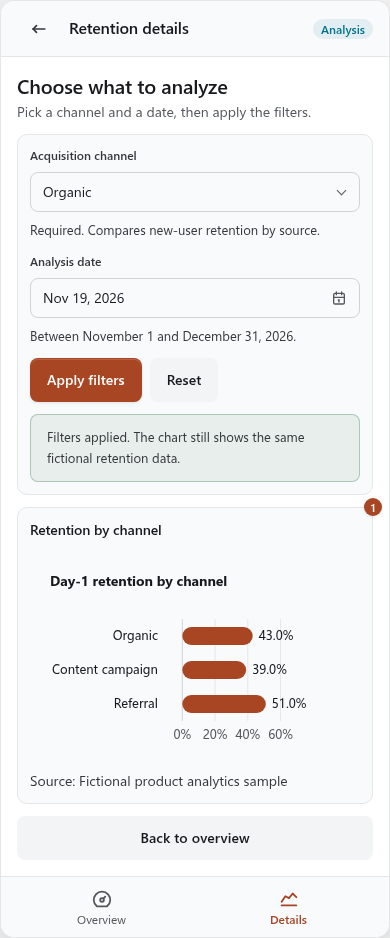 Retention details
Analysis
Choose what to analyze
Pick a channel and a date, then apply the filters.
Acquisition channel
Organic
Required. Compares new-user retention by source.
Analysis date
Nov 19, 2026
Between November 1 and December 31, 2026.
Apply filters
Reset
Filters applied. The chart still shows the same
fictional retention data.
1
Retention by channel
Day-1 retention by channel
Organic 43.0%
Content campaign 39.0%
Referral 51.0%
0% 20% 40% 60%
Source: Fictional product analytics sample
Back to overview
Overview
Details